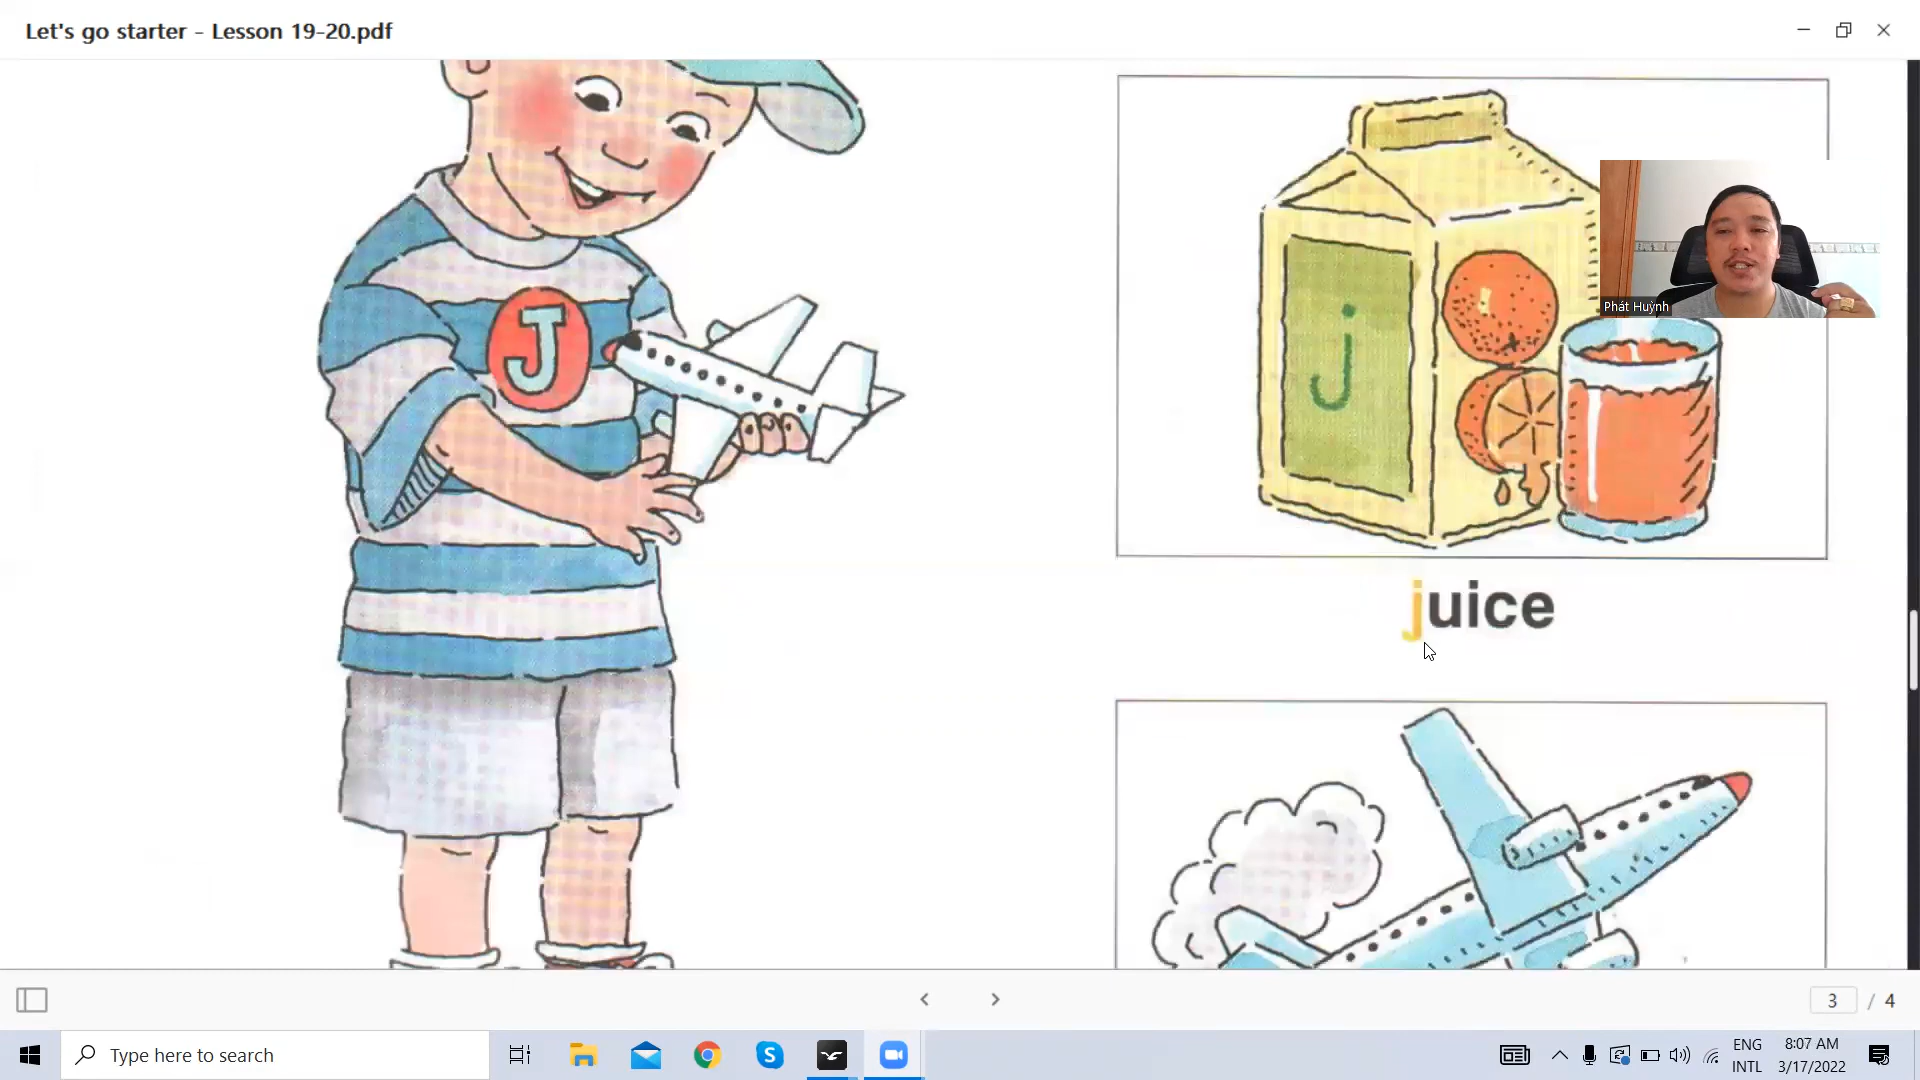 Let's go starter - Lesson 19-20.pdf
J
j
Phát Huỳnh
juice
3 / 4
Type here to search
ENG
INTL
8:07 AM
3/17/2022